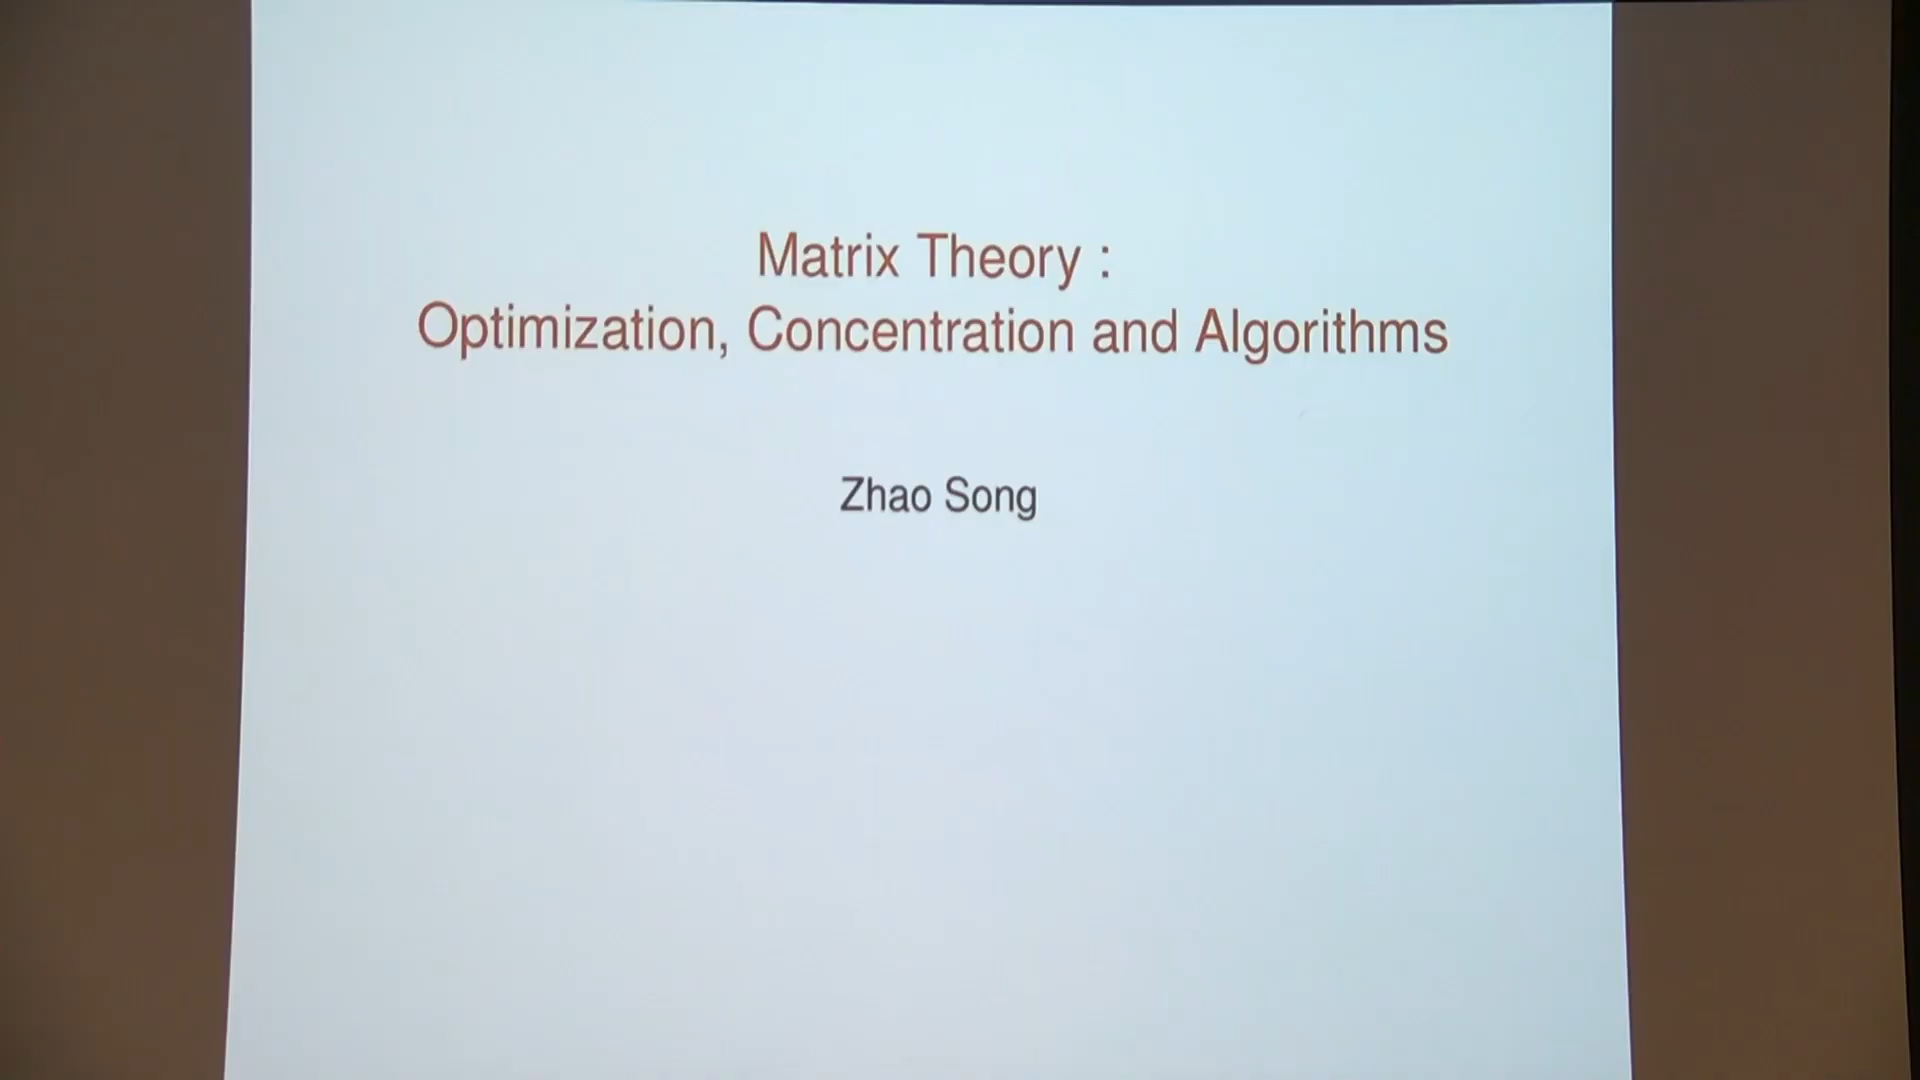 Matrix Theory :
Optimization, Concentration and Algorithms
Zhao Song